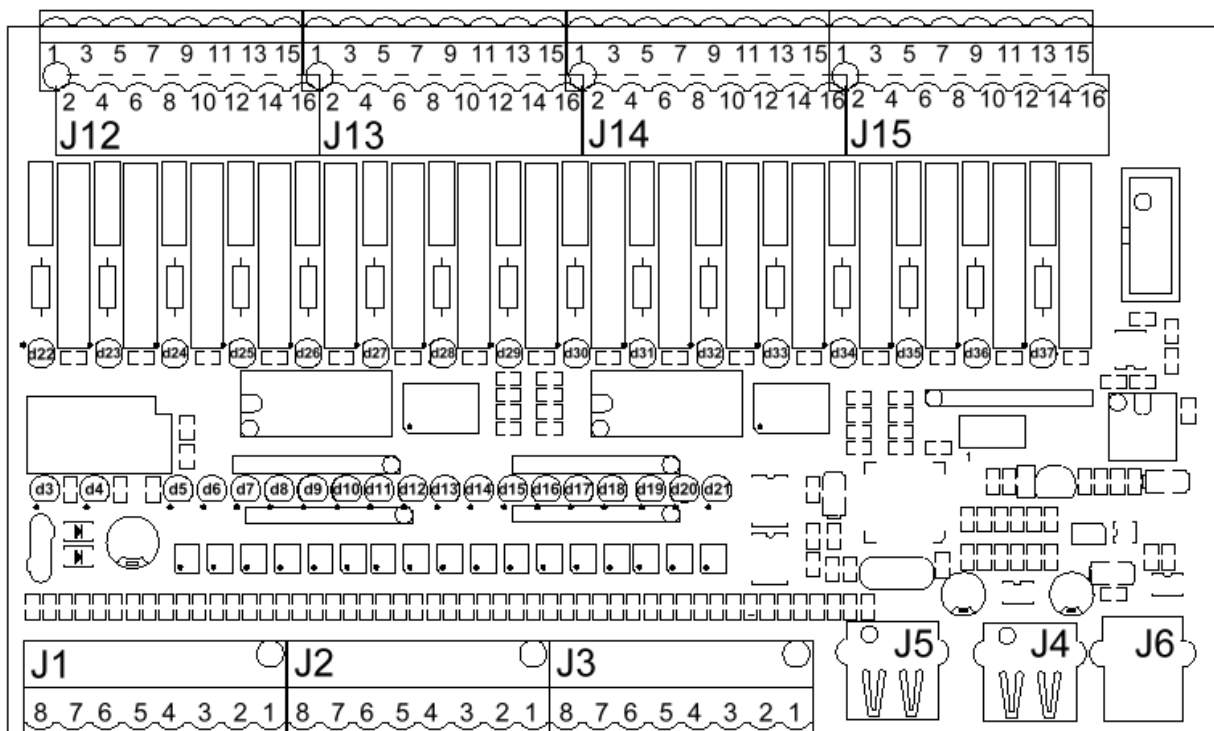 1 3 5 7 9 11 13 15 1 3 5 7 9 11 13 15 1 3 5 7 9 11 13 15 1 3 5 7 9 11 13 15
2 4 6 8 10 12 14 16 2 4 6 8 10 12 14 16 2 4 6 8 10 12 14 16 2 4 6 8 10 12 14 16
J12 J13 J14 J15
d22 d23 d24 d25 d26 d27 d28 d29 d30 d31 d32 d33 d34 d35 d36 d37
1
d3 d4 d5 d6 d7 d8 d9 d10 d11 d12 d13 d14 d15 d16 d17 d18 d19 d20 d21
J1 J2 J3 J5 J4 J6
8 7 6 5 4 3 2 1 8 7 6 5 4 3 2 1 8 7 6 5 4 3 2 1